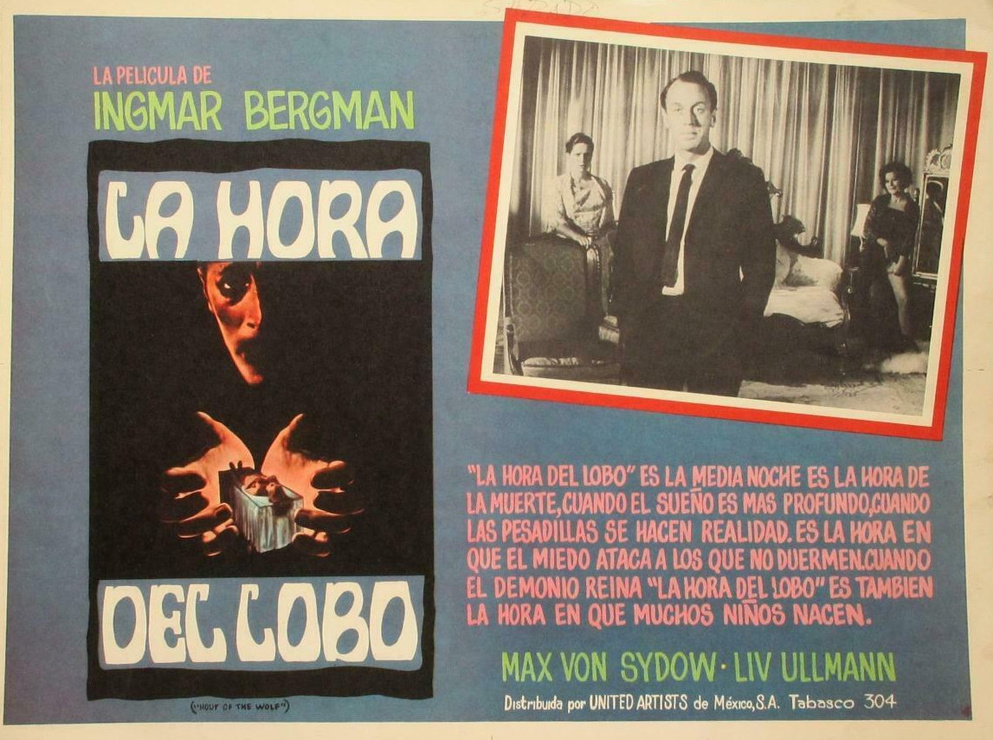 LA PELICULA DE
INGMAR BERGMAN
LA HORA
DEL LOBO
("HOUT OF THE WOLF")
"LA HORA DEL LOBO" ES LA MEDIA NOCHE ES LA HORA DE
LA MUERTE, CUANDO EL SUEÑO ES MAS PROFUNDO, CUANDO
LAS PESADILLAS SE HACEN REALIDAD. ES LA HORA EN
QUE EL MIEDO ATACA A LOS QUE NO DUERMEN.CUANDO
EL DEMONIO REINA "LA HORA DEL LOBO" ES TAMBIEN
LA HORA EN QUE MUCHOS NIÑOS NACEN.
MAX VON SYDOW · LIV ULLMANN
Distribuida por UNITED ARTISTS de México, S.A. Tabasco 304